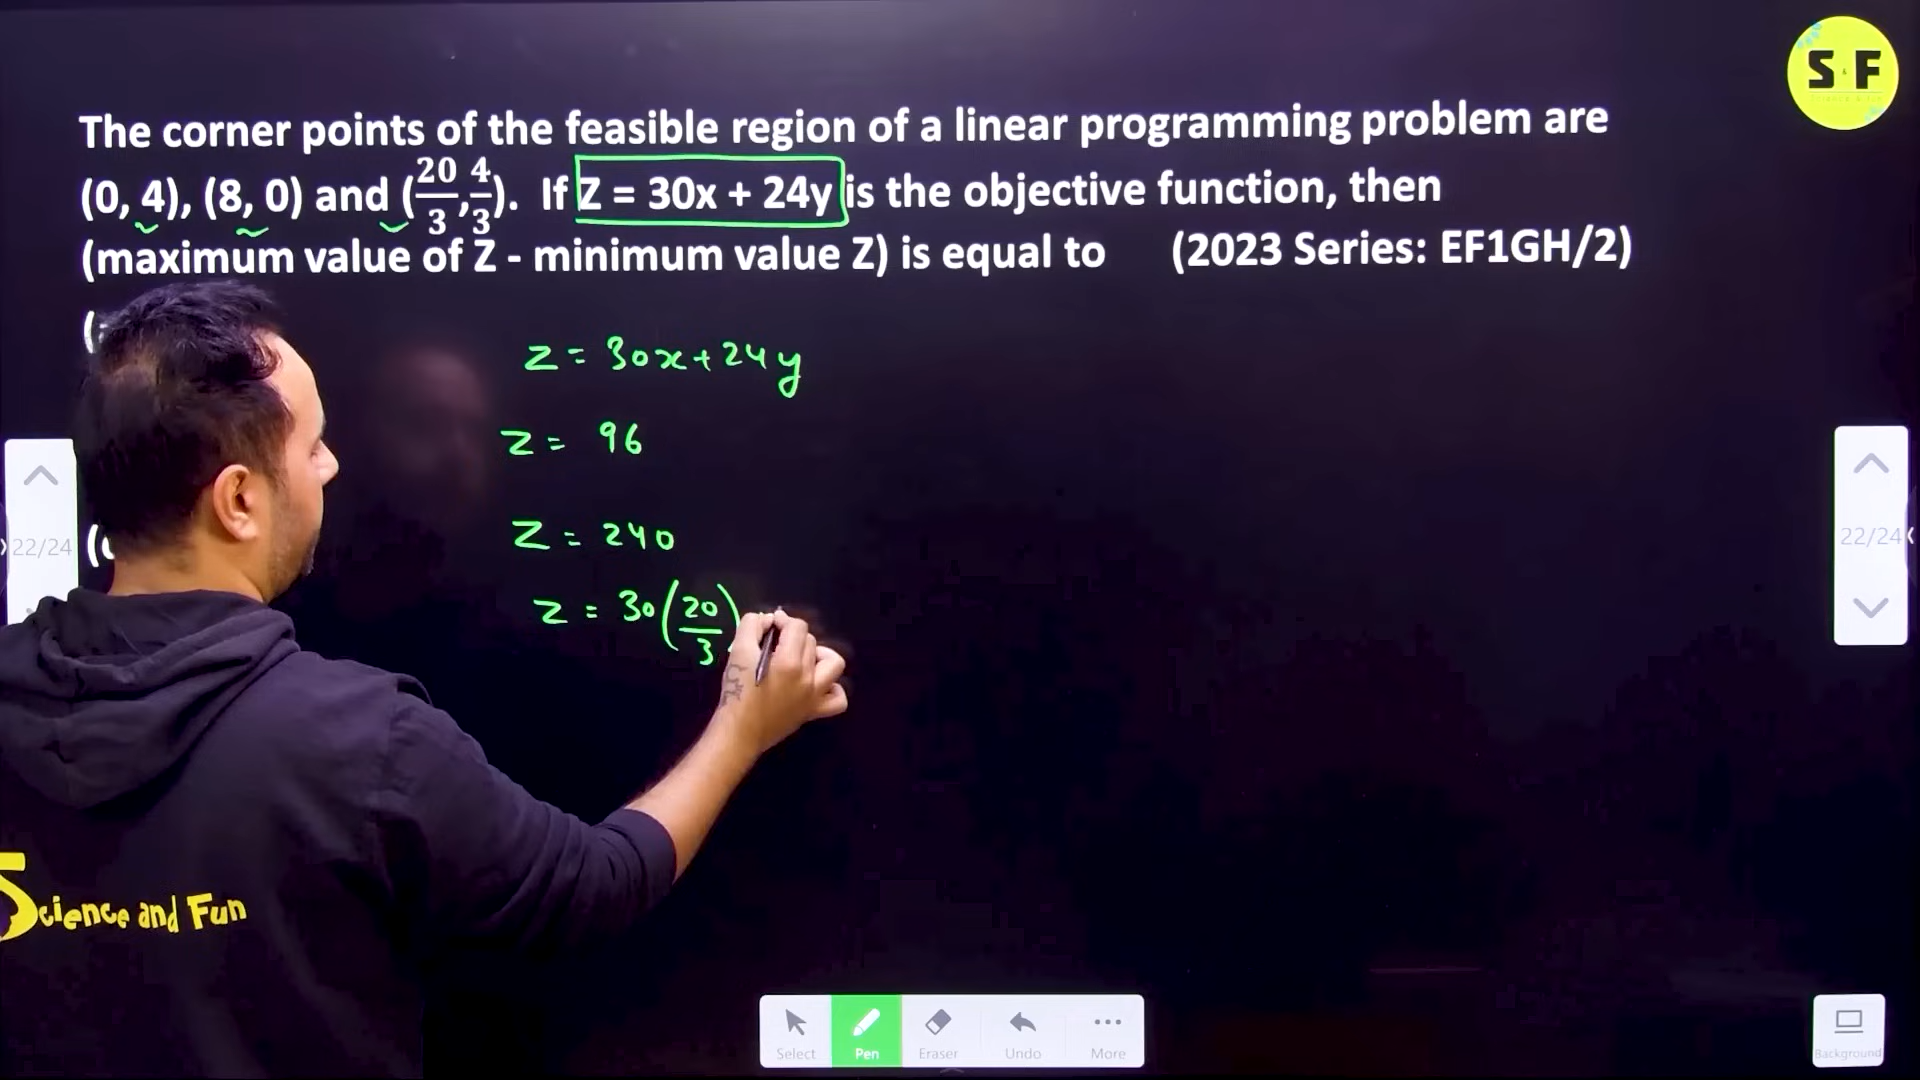 S&F
The corner points of the feasible region of a linear programming problem are
(0, 4), (8, 0) and (20/3, 4/3). If Z = 30x + 24y is the objective function, then
(maximum value of Z - minimum value Z) is equal to (2023 Series: EF1GH/2)
z = 30x + 24y
z = 96
z = 240
z = 30(20/3)
22/24
22/24
Science and Fun
Select Pen Eraser Undo More
Background